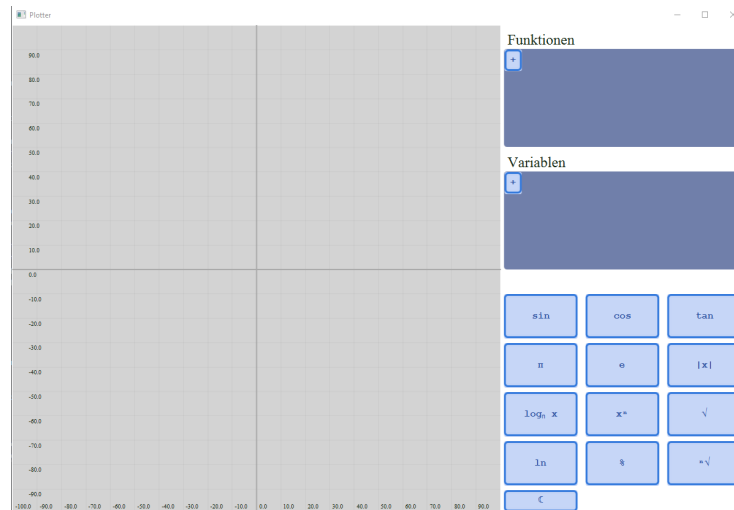 Plotter
Funktionen
+
Variablen
+
90.0
80.0
70.0
60.0
50.0
40.0
30.0
20.0
10.0
0.0
-10.0
-20.0
-30.0
-40.0
-50.0
-60.0
-70.0
-80.0
-90.0
-100.0 -90.0 -80.0 -70.0 -60.0 -50.0 -40.0 -30.0 -20.0 -10.0 0.0 10.0 20.0 30.0 40.0 50.0 60.0 70.0 80.0 90.0
sin cos tan
π e |x|
logₙ x xⁿ √
ln % ⁿ√
☾